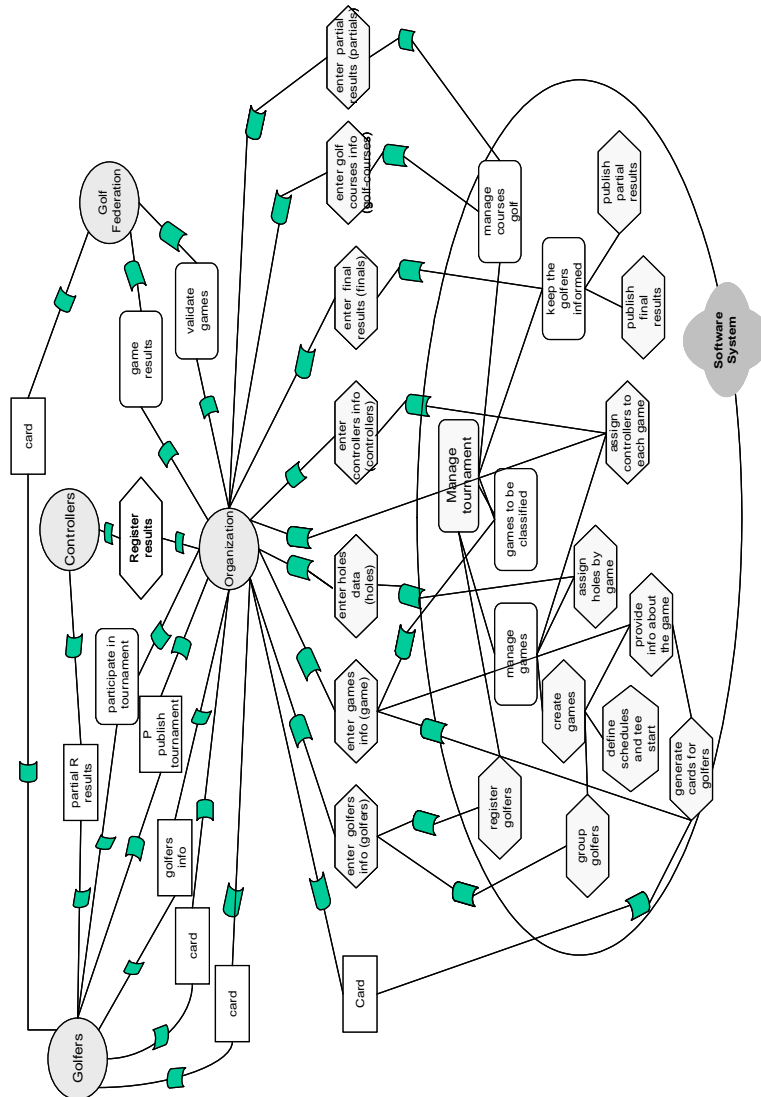 Golfers
card
Controllers
Golf
Federation
partial R
results
participate in
tournament
Register
results
game
results
P
publish
tournament
golfers
info
validate
games
card
card
Organization
Card
enter golfers
info (golfers)
enter games
info (game)
enter holes
data
(holes)
enter
controllers info
(controllers)
enter final
results (finals)
enter golf
courses info
(golf-courses)
enter partial
results (partials)
Manage
tournament
manage
courses
golf
register
golfers
manage
games
games to be
classified
keep the
golfers
informed
create
games
group
golfers
define
schedules
and tee
start
assign
holes by
game
assign
controllers to
each game
publish
partial
results
publish
final
results
provide
info about
the game
generate
cards for
golfers
Software
System